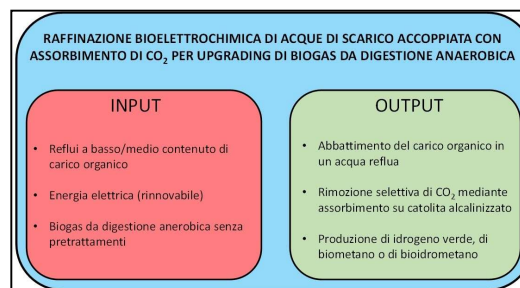 RAFFINAZIONE BIOELETTROCHIMICA DI ACQUE DI SCARICO ACCOPPIATA CON
ASSORBIMENTO DI CO₂ PER UPGRADING DI BIOGAS DA DIGESTIONE ANAEROBICA
INPUT
• Reflui a basso/medio contenuto di
carico organico
• Energia elettrica (rinnovabile)
• Biogas da digestione anerobica senza
pretrattamenti
OUTPUT
• Abbattimento del carico organico in
un acqua reflua
• Rimozione selettiva di CO₂ mediante
assorbimento su catolita alcalinizzato
• Produzione di idrogeno verde, di
biometano o di bioidrometano